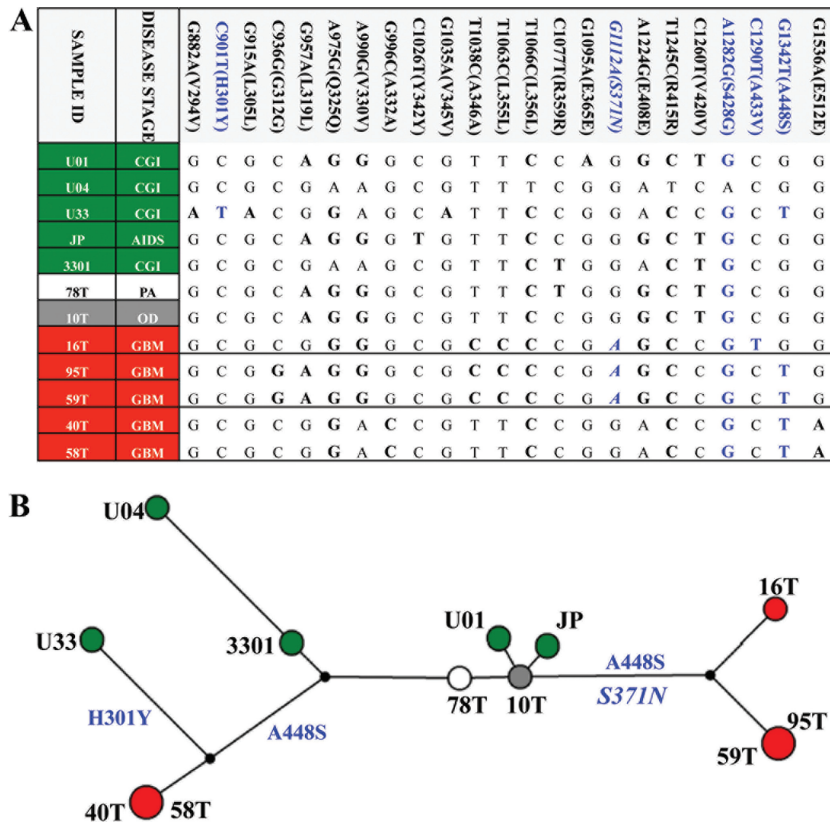 A
SAMPLE ID DISEASE STAGE G882A(V294V) C901T(H301Y) G915A(L305L) C936G(G312G) G957A(L319L) A975G(Q325Q) A990G(V330V) G996C(A332A) C1026T(Y342Y) G1035A(V345V) T1038C(A346A) T1063C(L355L) T1066C(L356L) C1077T(R359R) G1095A(E365E) G1112A(S371N) A1224G(E408E) T1245C(R415R) C1260T(V420V) A1282G(S428G) C1290T(A433V) G1342T(A448S) G1536A(E512E)
U01 CGI G C G C A G G G C G T T C C A G G C T G C G G
U04 CGI G C G C G A A G C G T T T C G G A T C A C G G
U33 CGI A T A C G G A G C A T T C C G G A C C G C T G
JP AIDS G C G C A G G G T G T T C C G G G C T G C G G
3301 CGI G C G C G A A G C G T T C T G G A C T G C G G
78T PA G C G C A G G G C G T T C T G G G C T G C G G
10T OD G C G C A G G G C G T T C C G G G C T G C G G
16T GBM G C G C G G G G C G C C C C G A G C C G T G G
95T GBM G C G G A G G G C G C C C C G A G C C G C T G
59T GBM G C G G A G G G C G C C C C G A G C C G C T G
40T GBM G C G C G G A C C G T T C C G G A C C G C T A
58T GBM G C G C G G A C C G T T C C G G A C C G C T A
B
U04
16T
U33 3301 U01 JP
A448S
S371N
78T 10T
H301Y A448S
95T
59T
40T 58T